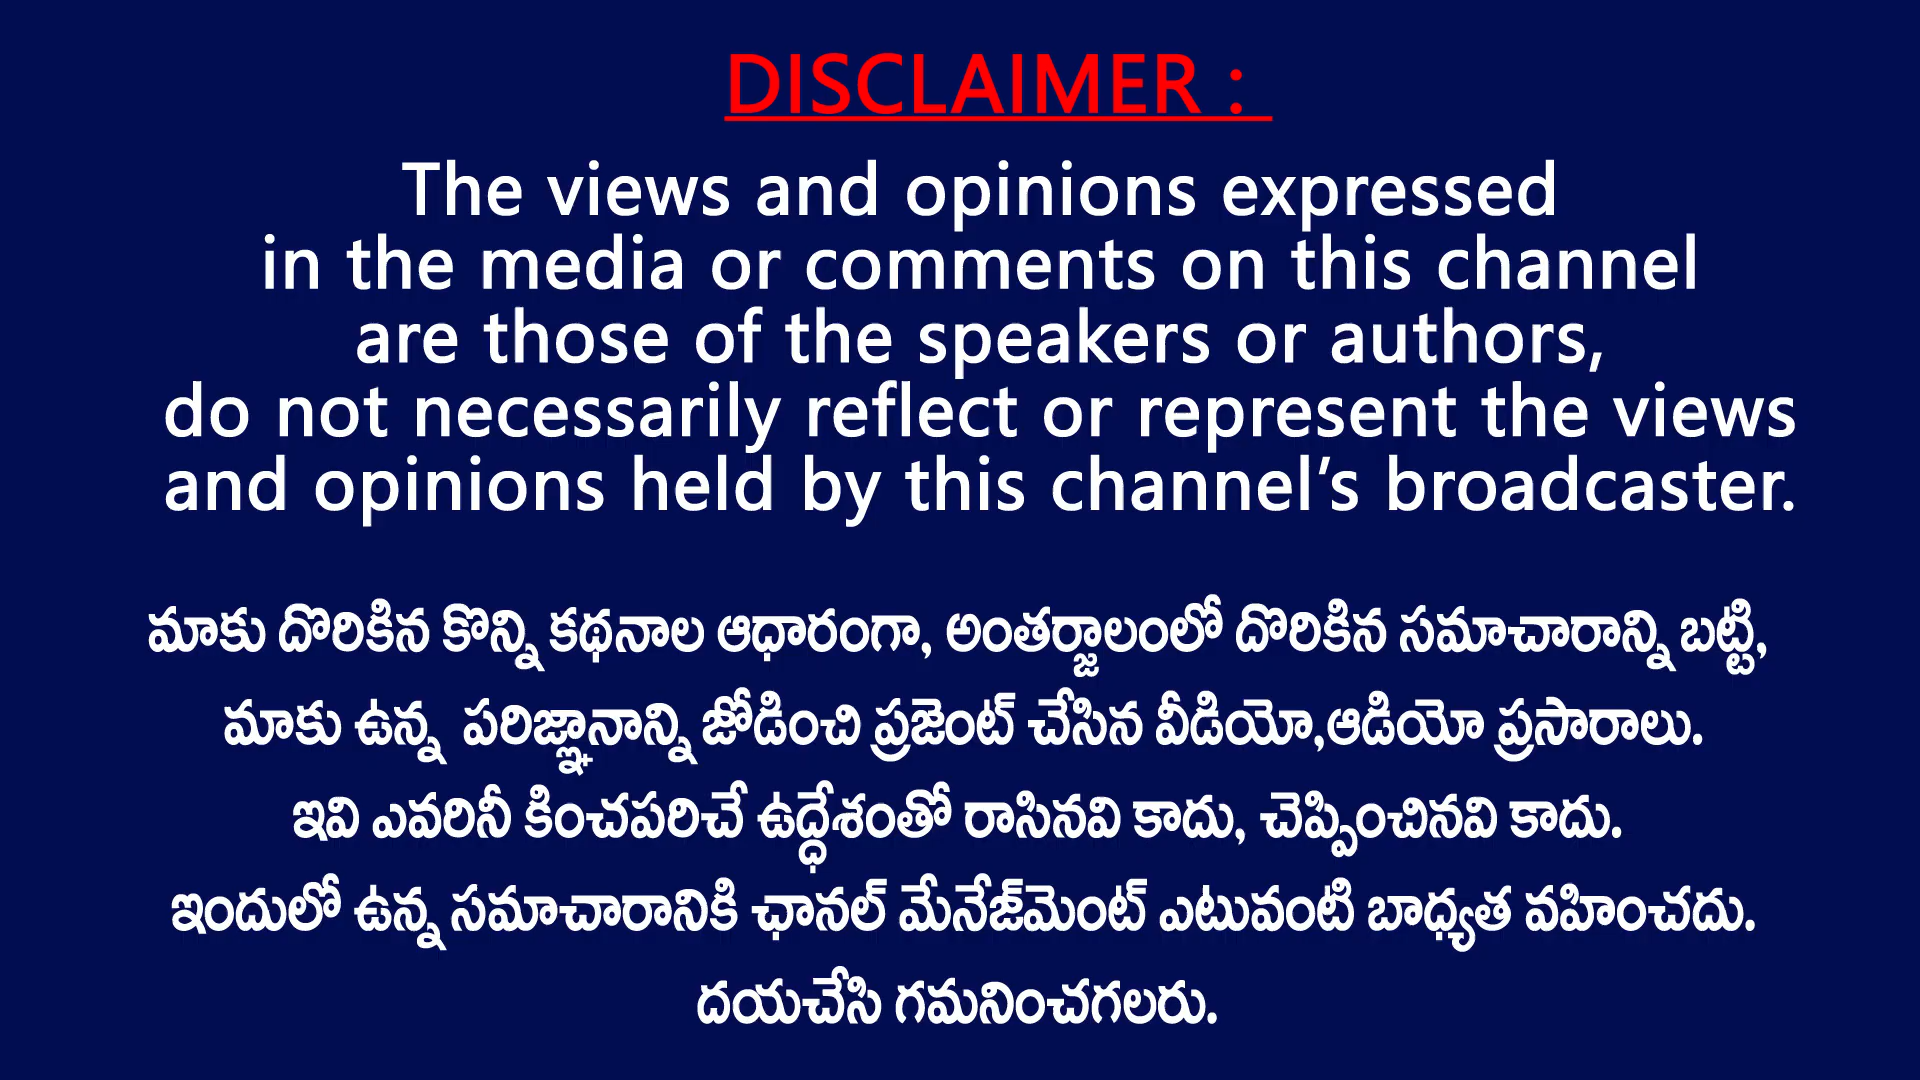 DISCLAIMER :
The views and opinions expressed
in the media or comments on this channel
are those of the speakers or authors,
do not necessarily reflect or represent the views
and opinions held by this channel’s broadcaster.
మాకు దొరికిన కొన్ని కథనాల ఆధారంగా, అంతర్జాలంలో దొరికిన సమాచారాన్ని బట్టి,
మాకు ఉన్న పరిజ్ఞానాన్ని జోడించి ప్రజెంట్ చేసిన వీడియో,ఆడియో ప్రసారాలు.
ఇవి ఎవరినీ కించపరిచే ఉద్ధేశంతో రాసినవి కాదు, చెప్పించినవి కాదు.
ఇందులో ఉన్న సమాచారానికి ఛానల్ మేనేజ్‌మెంట్ ఎటువంటి బాధ్యత వహించదు.
దయచేసి గమనించగలరు.